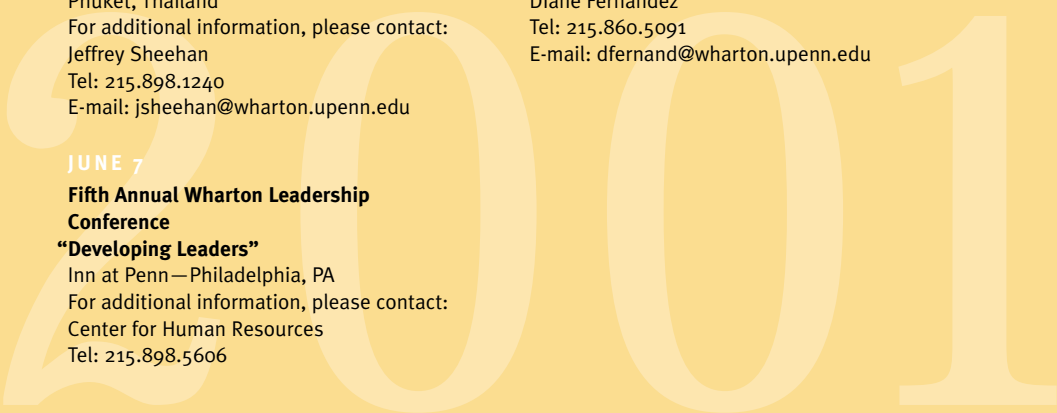 Phuket, Thailand
For additional information, please contact:
Jeffrey Sheehan
Tel: 215.898.1240
E-mail: jsheehan@wharton.upenn.edu
JUNE 7
Fifth Annual Wharton Leadership
Conference
“Developing Leaders”
Inn at Penn—Philadelphia, PA
For additional information, please contact:
Center for Human Resources
Tel: 215.898.5606
Diane Fernandez
Tel: 215.860.5091
E-mail: dfernand@wharton.upenn.edu
2001